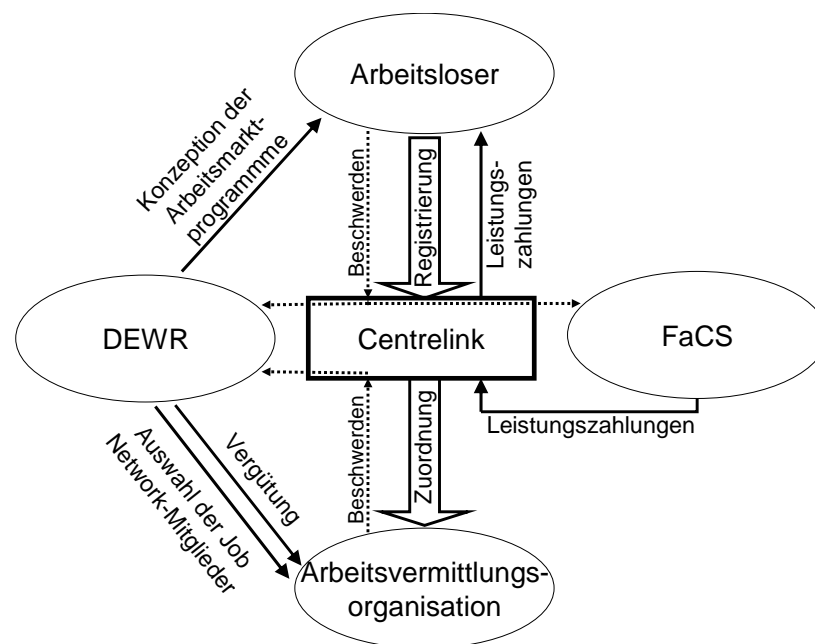 Arbeitsloser
Konzeption der
Arbeitsmarkt-
programmme
Beschwerden
Registrierung
Leistungs-
zahlungen
DEWR
Centrelink
FaCS
Leistungszahlungen
Auswahl der Job
Network-Mitglieder
Vergütung
Beschwerden
Zuordnung
Arbeitsvermittlungs-
organisation